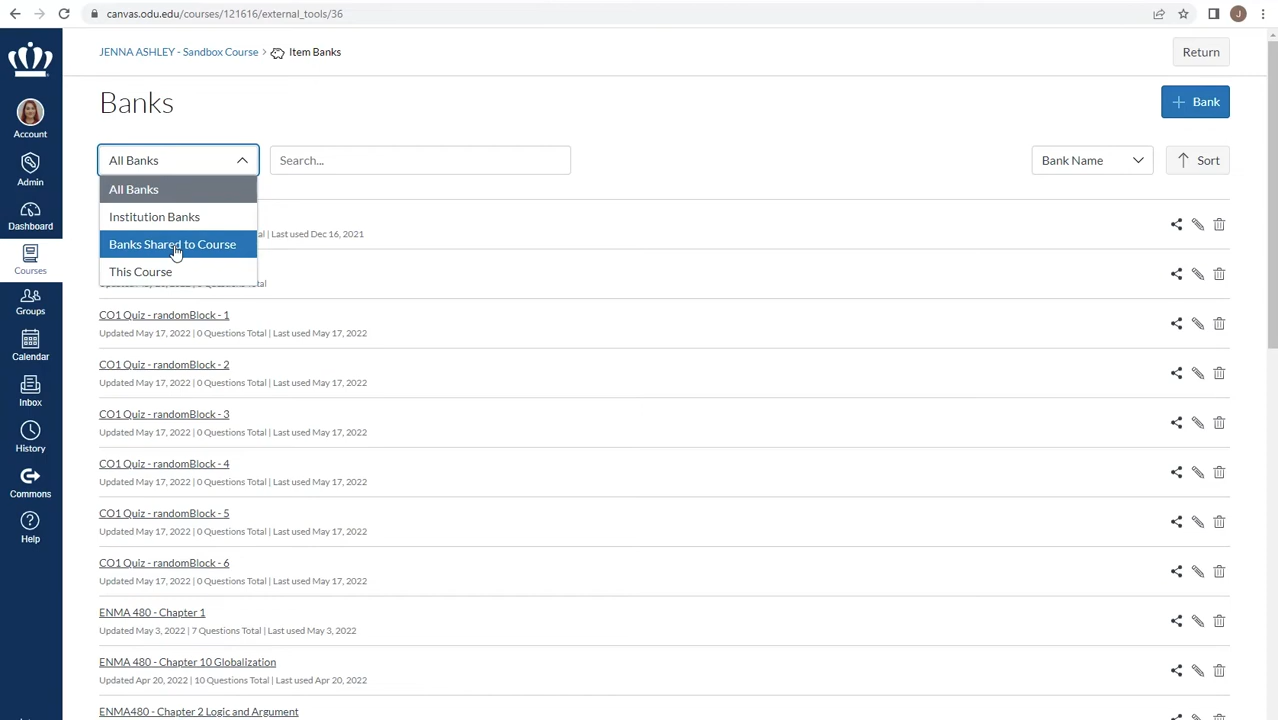 canvas.odu.edu/courses/121616/external_tools/36
J
JENNA ASHLEY - Sandbox Course > Item Banks
Return
Banks
+ Bank
All Banks
Search...
Bank Name
Sort
All Banks
Institution Banks
Banks Shared to Course
This Course
| Last used Dec 16, 2021
CO1 Quiz - randomBlock - 1
Updated May 17, 2022 | 0 Questions Total | Last used May 17, 2022
CO1 Quiz - randomBlock - 2
Updated May 17, 2022 | 0 Questions Total | Last used May 17, 2022
CO1 Quiz - randomBlock - 3
Updated May 17, 2022 | 0 Questions Total | Last used May 17, 2022
CO1 Quiz - randomBlock - 4
Updated May 17, 2022 | 0 Questions Total | Last used May 17, 2022
CO1 Quiz - randomBlock - 5
Updated May 17, 2022 | 0 Questions Total | Last used May 17, 2022
CO1 Quiz - randomBlock - 6
Updated May 17, 2022 | 0 Questions Total | Last used May 17, 2022
ENMA 480 - Chapter 1
Updated May 3, 2022 | 7 Questions Total | Last used May 3, 2022
ENMA 480 - Chapter 10 Globalization
Updated Apr 20, 2022 | 10 Questions Total | Last used Apr 20, 2022
ENMA480 - Chapter 2 Logic and Argument
Account
Admin
Dashboard
Courses
Groups
Calendar
Inbox
History
Commons
Help